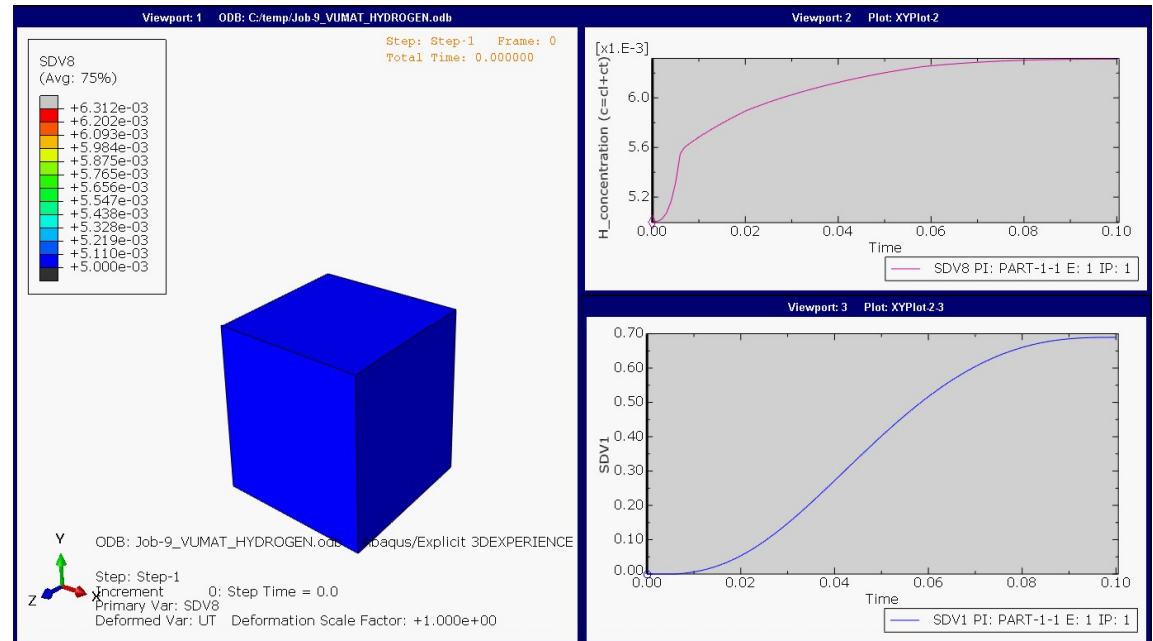 Viewport: 1 ODB: C:/temp/Job-9_VUMAT_HYDROGEN.odb
Step: Step-1 Frame: 0
Total Time: 0.000000
SDV8
(Avg: 75%)
+6.312e-03
+6.202e-03
+6.093e-03
+5.984e-03
+5.875e-03
+5.765e-03
+5.656e-03
+5.547e-03
+5.438e-03
+5.328e-03
+5.219e-03
+5.110e-03
+5.000e-03
Y
Z
X
ODB: Job-9_VUMAT_HYDROGEN.odb baqus/Explicit 3DEXPERIENCE
Step: Step-1
Increment 0: Step Time = 0.0
Primary Var: SDV8
Deformed Var: UT Deformation Scale Factor: +1.000e+00
Viewport: 2 Plot: XYPlot-2
[x1.E-3]
H_concentration (c=cl+ct)
6.0
5.6
5.2
0.00 0.02 0.04 0.06 0.08 0.10
Time
SDV8 PI: PART-1-1 E: 1 IP: 1
Viewport: 3 Plot: XYPlot-2-3
SDV1
0.70
0.60
0.50
0.40
0.30
0.20
0.10
0.00
0.00 0.02 0.04 0.06 0.08 0.10
Time
SDV1 PI: PART-1-1 E: 1 IP: 1